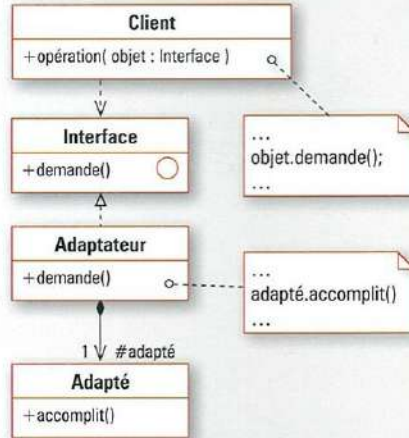 Client
+opération( objet : Interface )
Interface
+demande()
...
objet.demande();
...
Adaptateur
+demande()
...
adapté.accomplit()
...
1 #adapté
Adapté
+accomplit()